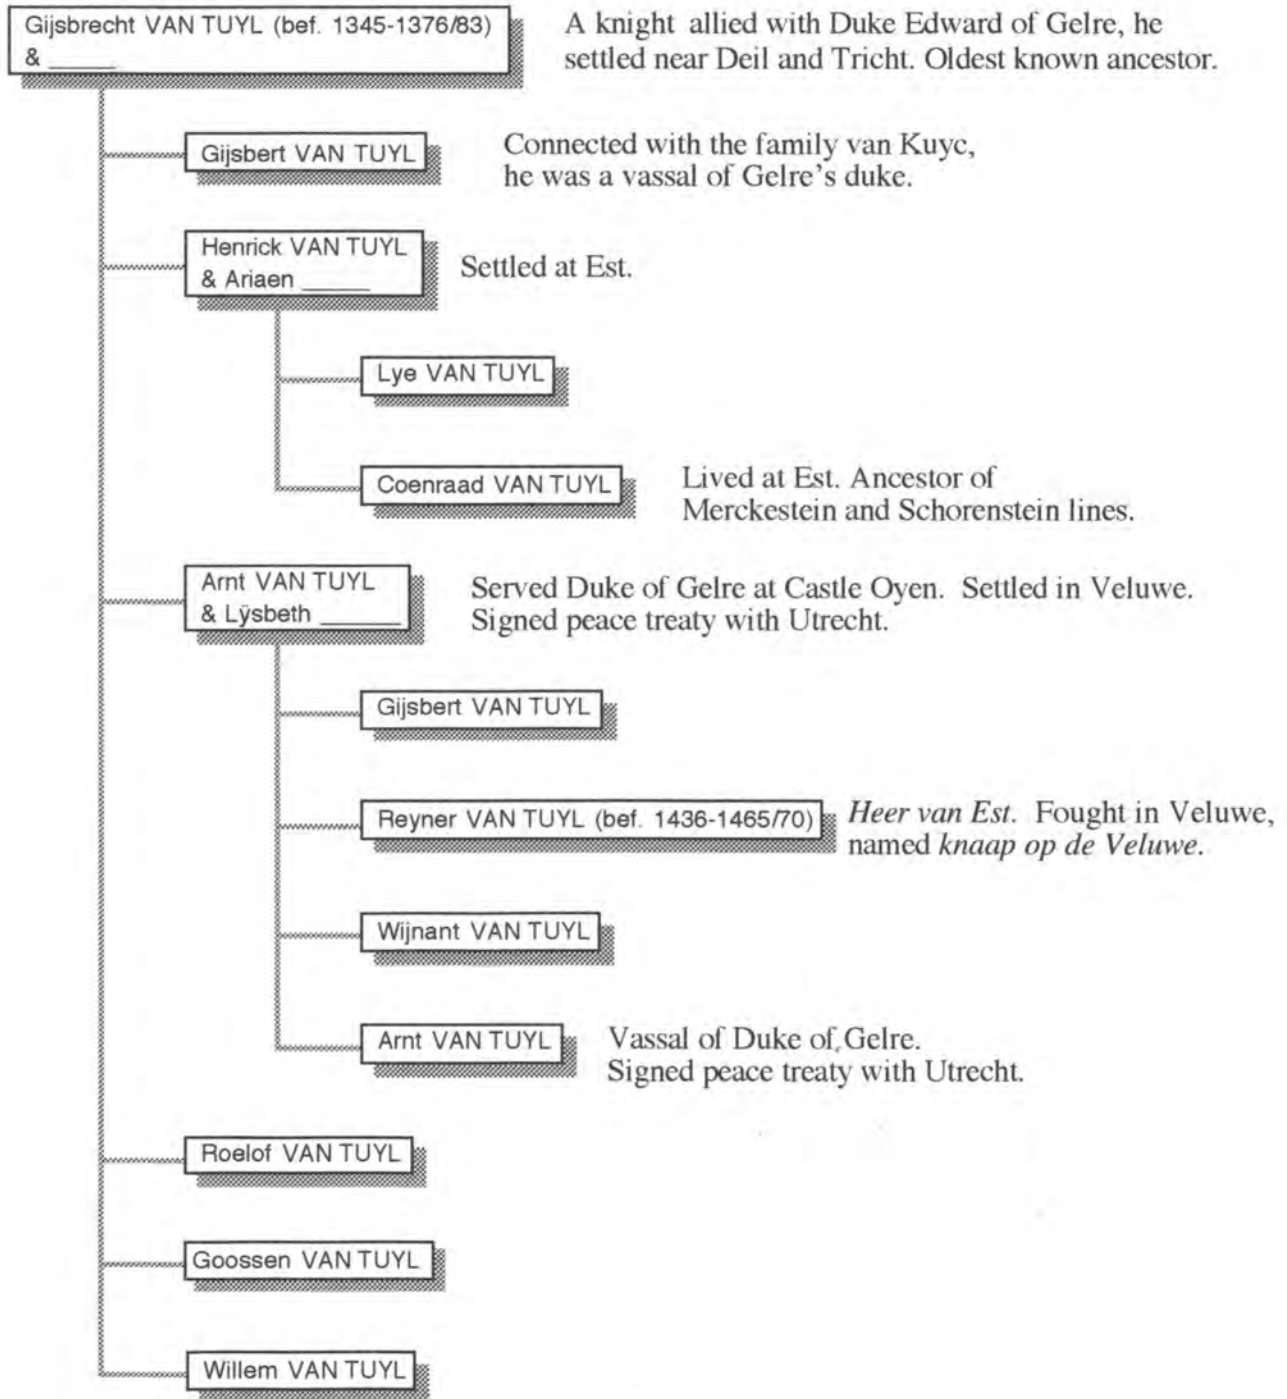 Gijsbrecht VAN TUYL (bef. 1345-1376/83)
& _____
A knight allied with Duke Edward of Gelre, he
settled near Deil and Tricht. Oldest known ancestor.
Gijsbert VAN TUYL
Connected with the family van Kuyc,
he was a vassal of Gelre's duke.
Henrick VAN TUYL
& Ariaen _____
Settled at Est.
Lye VAN TUYL
Coenraad VAN TUYL
Lived at Est. Ancestor of
Merckestein and Schorenstein lines.
Arnt VAN TUYL
& Lÿsbeth ______
Served Duke of Gelre at Castle Oyen. Settled in Veluwe.
Signed peace treaty with Utrecht.
Gijsbert VAN TUYL
Reyner VAN TUYL (bef. 1436-1465/70)
Heer van Est. Fought in Veluwe,
named knaap op de Veluwe.
Wijnant VAN TUYL
Arnt VAN TUYL
Vassal of Duke of Gelre.
Signed peace treaty with Utrecht.
Roelof VAN TUYL
Goossen VAN TUYL
Willem VAN TUYL